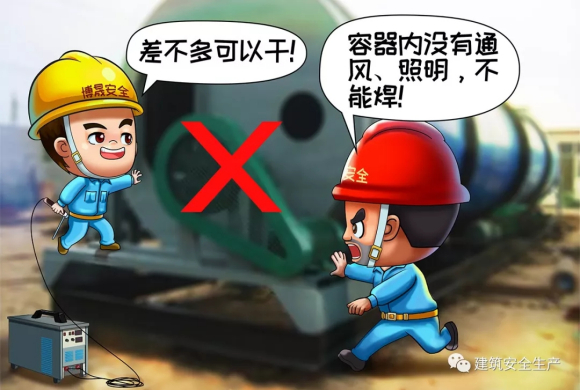 差不多可以干!
容器内没有通
风、照明，不
能焊!
博晟安全
安全
建筑安全生产